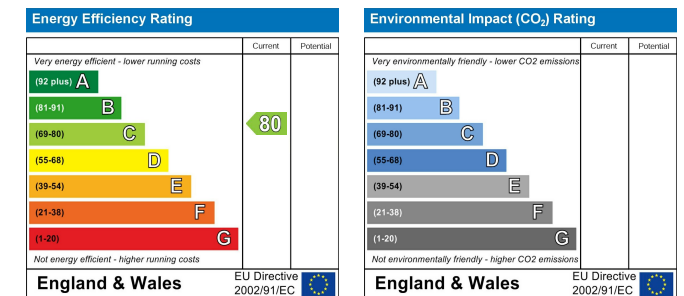 Energy Efficiency Rating
Current Potential
Very energy efficient - lower running costs
(92 plus) A
(81-91) B
(69-80) C
80
(55-68) D
(39-54) E
(21-38) F
(1-20) G
Not energy efficient - higher running costs
England & Wales
EU Directive
2002/91/EC
Environmental Impact (CO2) Rating
Current Potential
Very environmentally friendly - lower CO2 emissions
(92 plus) A
(81-91) B
(69-80) C
(55-68) D
(39-54) E
(21-38) F
(1-20) G
Not environmentally friendly - higher CO2 emissions
England & Wales
EU Directive
2002/91/EC